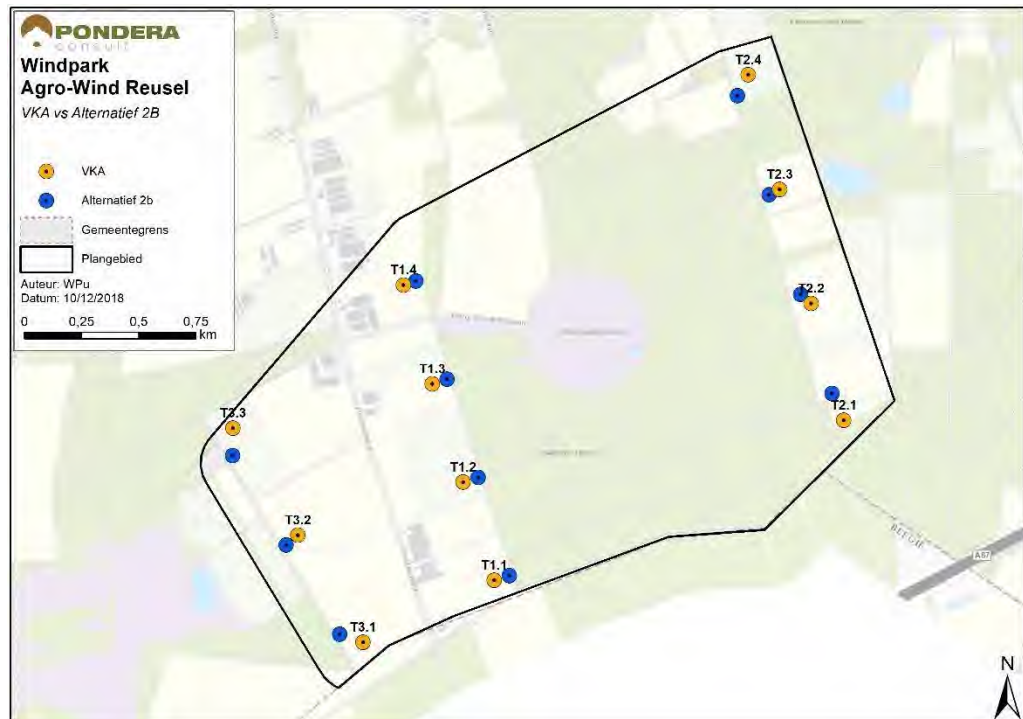 PONDERA
consult
Windpark
Agro-Wind Reusel
VKA vs Alternatief 2B
VKA
Alternatief 2b
Gemeentegrens
Plangebied
Auteur: WPu
Datum: 10/12/2018
0 0,25 0,5 0,75
km
T2.4
T2.3
T2.2
T2.1
T1.4
T1.3
T1.2
T1.1
T3.3
T3.2
T3.1
BELGIË
A67
N